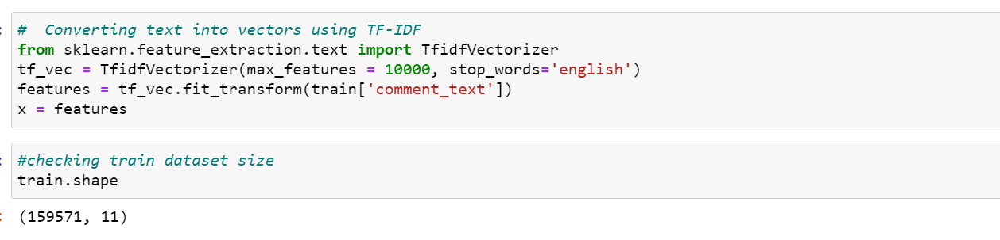 #  Converting text into vectors using TF-IDF
from sklearn.feature_extraction.text import TfidfVectorizer
tf_vec = TfidfVectorizer(max_features = 10000, stop_words='english')
features = tf_vec.fit_transform(train['comment_text'])
x = features
#checking train dataset size
train.shape
(159571, 11)